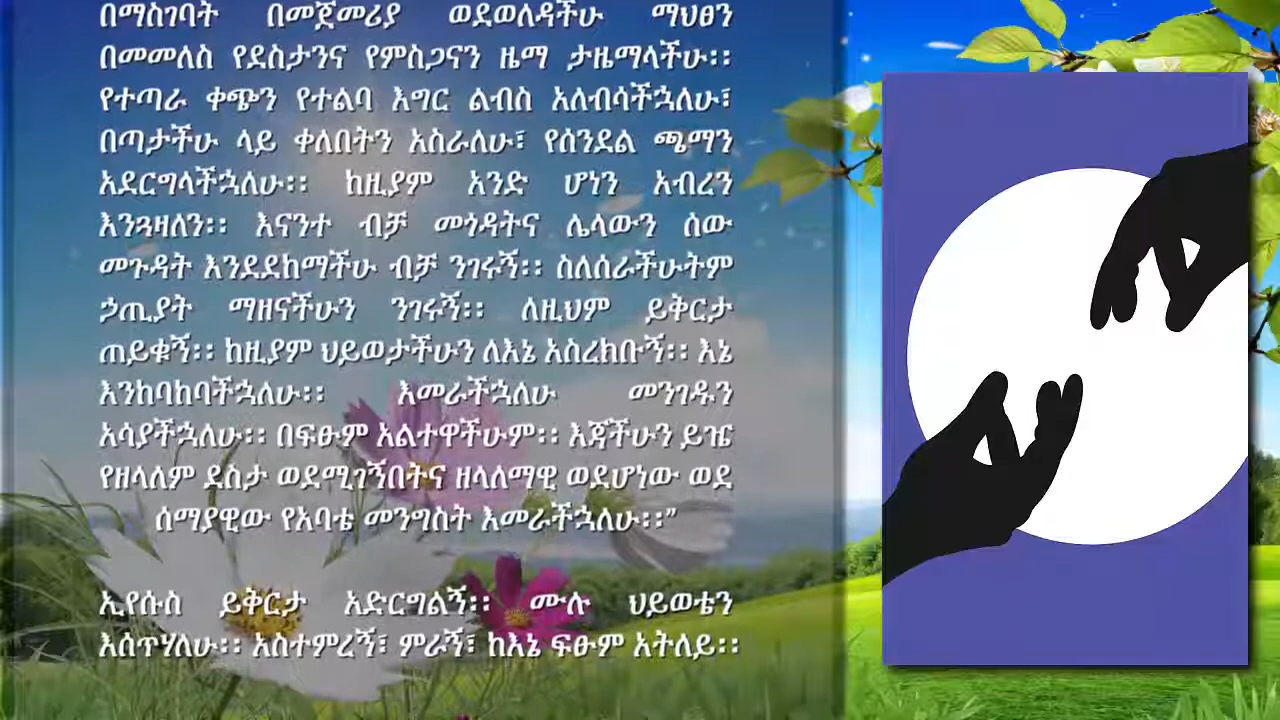 በማስገባት በመጀመሪያ ወደወለዳችሁ ማህፀን
በመመለስ የደስታንና የምስጋናን ዜማ ታዜማላችሁ፡፡
የተጣራ ቀጭን የተልባ እግር ልብስ አለብሳችኋለሁ፣
በጣታችሁ ላይ ቀለበትን አስራለሁ፣ የሰንደል ጫማን
አደርግላችኋለሁ፡፡ ከዚያም አንድ ሆነን አብረን
እንጓዛለን፡፡ እናንተ ብቻ መጎዳትና ሌላውን ሰው
መጉዳት እንደደከማችሁ ብቻ ንገሩኝ፡፡ ስለሰራችሁትም
ኃጢያት ማዘናችሁን ንገሩኝ፡፡ ለዚህም ይቅርታ
ጠይቁኝ፡፡ ከዚያም ህይወታችሁን ለእኔ አስረክቡኝ፡፡ እኔ
እንከባከባችኋለሁ፡፡ እመራችኋለሁ መንገዱን
አሳያችኋለሁ፡፡ በፍፁም አልተዋችሁም፡፡ እጃችሁን ይዤ
የዘላለም ደስታ ወደሚገኝበትና ዘላለማዊ ወደሆነው ወደ
ሰማያዊው የአባቴ መንግስት እመራችኋለሁ፡፡”
ኢየሱስ ይቅርታ አድርግልኝ፡፡ ሙሉ ህይወቴን
እሰጥሃለሁ፡፡ አስተምረኝ፣ ምራኝ፣ ከእኔ ፍፁም አትለይ፡፡